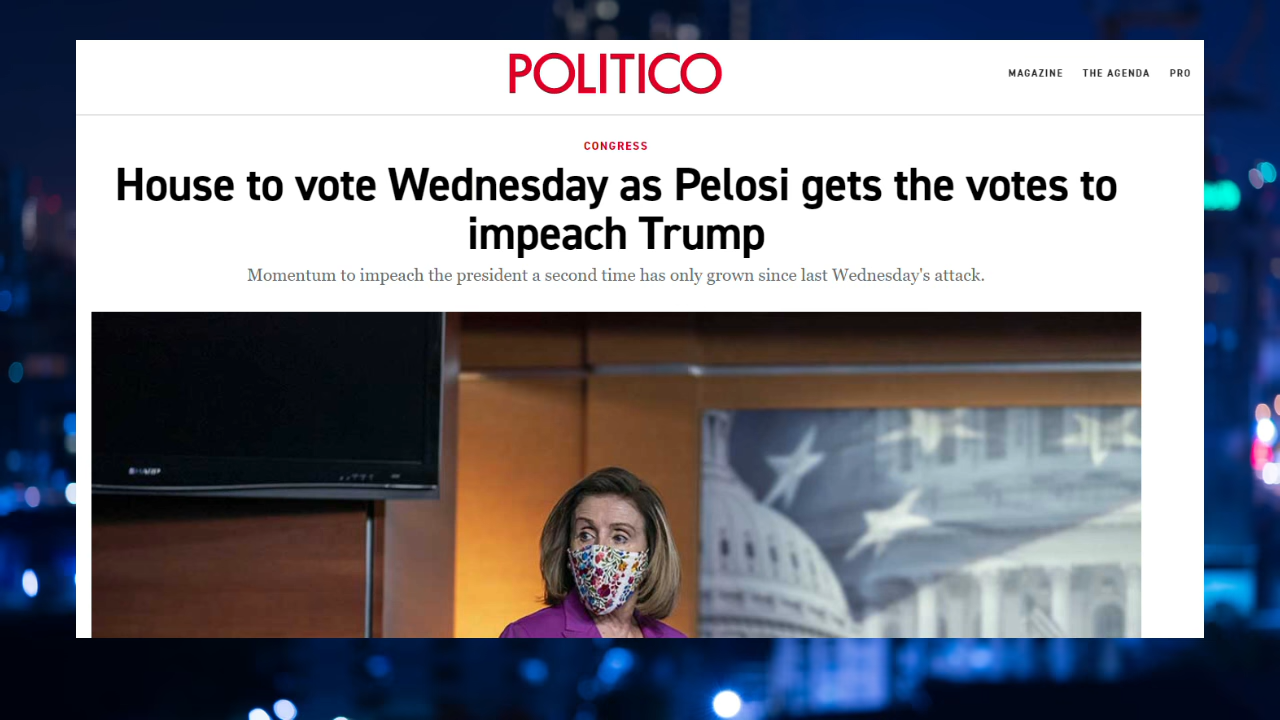 POLITICO
MAGAZINE THE AGENDA PRO
CONGRESS
House to vote Wednesday as Pelosi gets the votes to
impeach Trump
Momentum to impeach the president a second time has only grown since last Wednesday's attack.